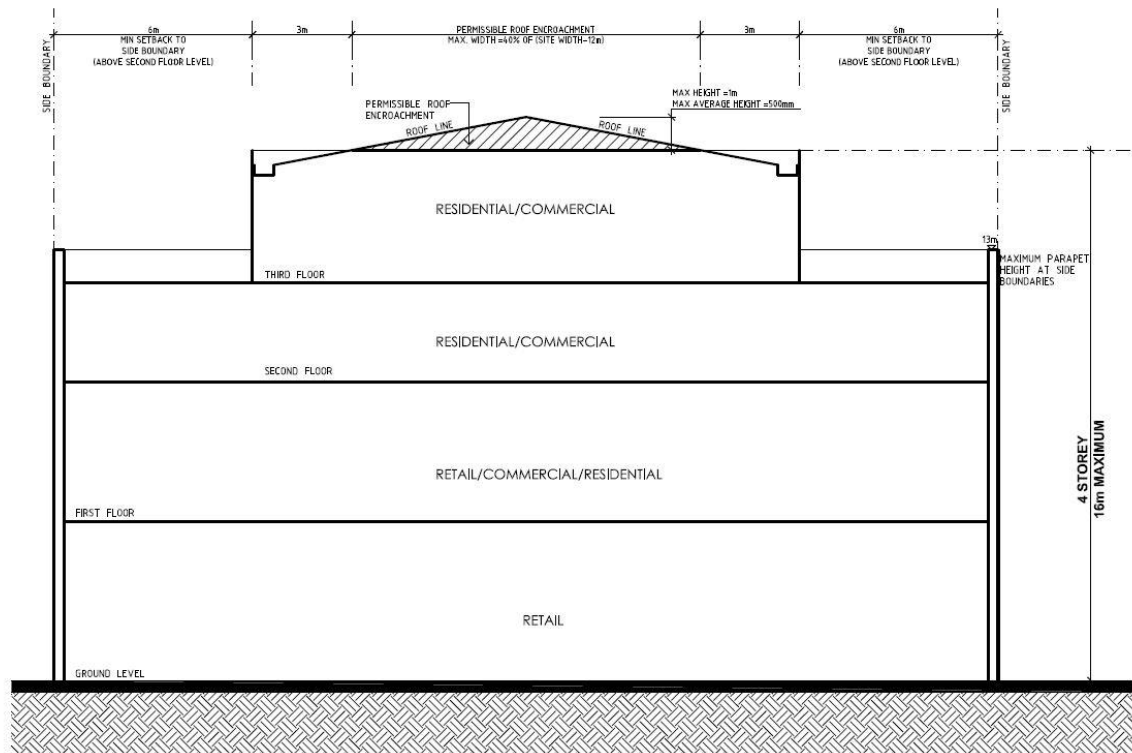 6m
3m
PERMISSIBLE ROOF ENCROACHMENT
3m
6m
MIN SETBACK TO
SIDE BOUNDARY
(ABOVE SECOND FLOOR LEVEL)
MAX. WIDTH =40% OF (SITE WIDTH-12m)
MIN SETBACK TO
SIDE BOUNDARY
(ABOVE SECOND FLOOR LEVEL)
SIDE BOUNDARY
SIDE BOUNDARY
PERMISSIBLE ROOF
ENCROACHMENT
MAX HEIGHT =1m
MAX AVERAGE HEIGHT =500mm
ROOF LINE
ROOF LINE
RESIDENTIAL/COMMERCIAL
13m
MAXIMUM PARAPET
HEIGHT AT SIDE
BOUNDARIES
THIRD FLOOR
RESIDENTIAL/COMMERCIAL
SECOND FLOOR
RETAIL/COMMERCIAL/RESIDENTIAL
4 STOREY
16m MAXIMUM
FIRST FLOOR
RETAIL
GROUND LEVEL